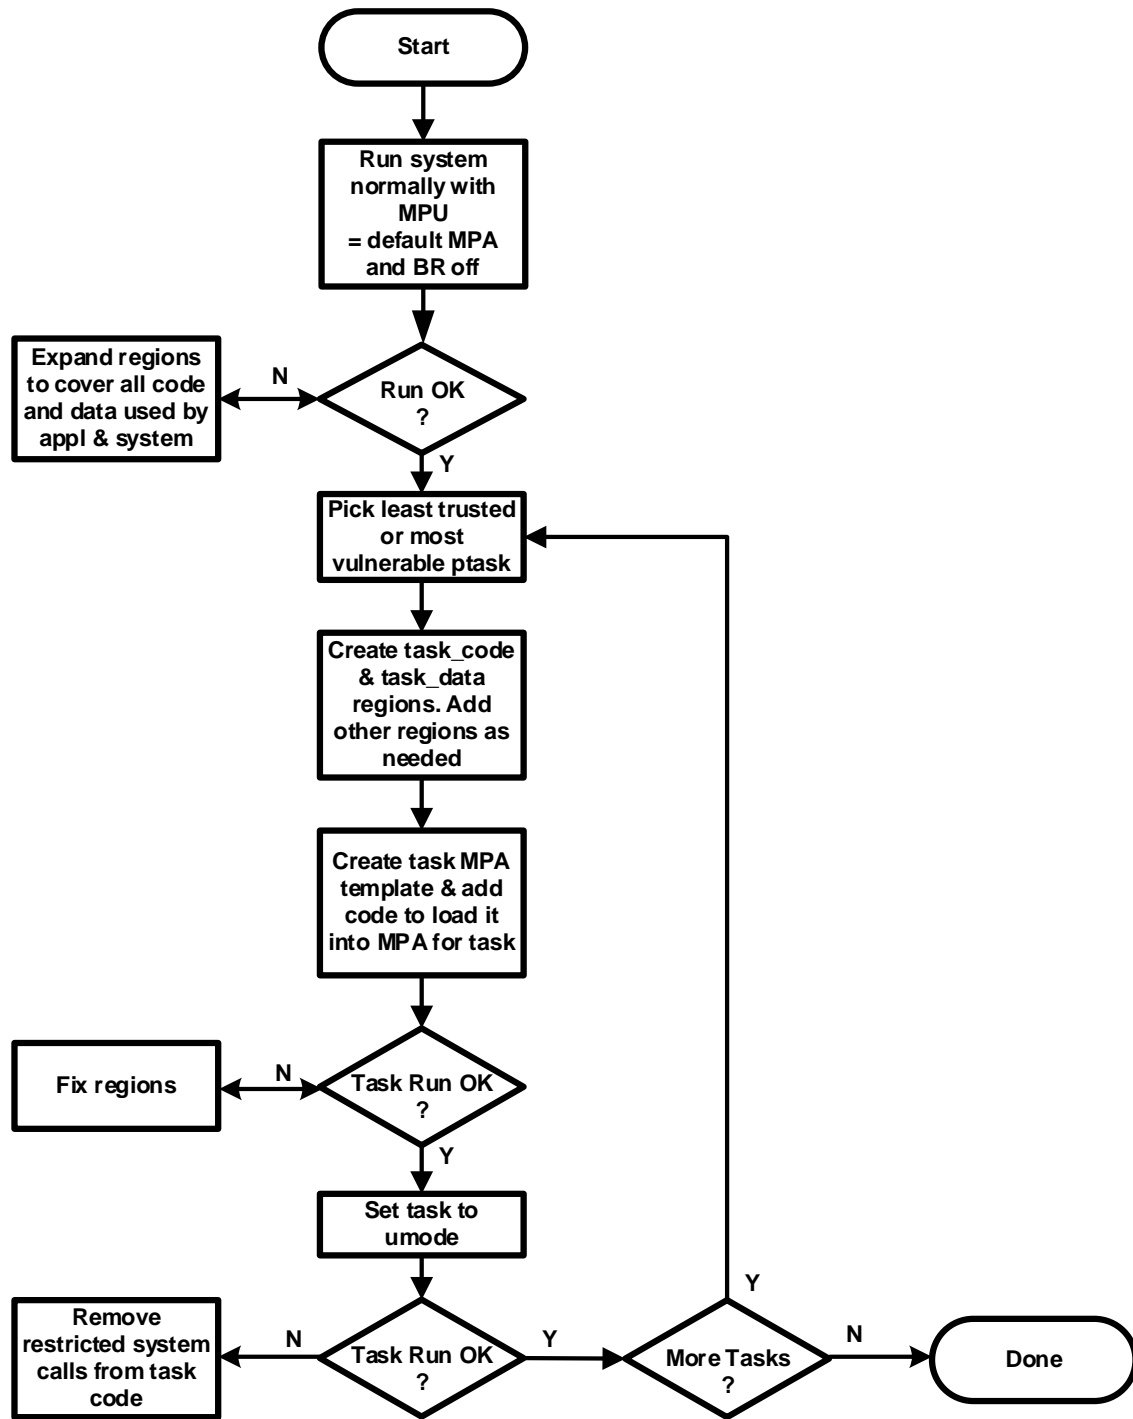 Start
Run system
normally with
MPU
= default MPA
and BR off
Expand regions
to cover all code
and data used by
appl & system
N
Run OK
?
Y
Pick least trusted
or most
vulnerable ptask
Create task_code
& task_data
regions. Add
other regions as
needed
Create task MPA
template & add
code to load it
into MPA for task
Fix regions
N
Task Run OK
?
Y
Set task to
umode
Remove
restricted system
calls from task
code
N
Task Run OK
?
Y
More Tasks
?
Y
N
Done